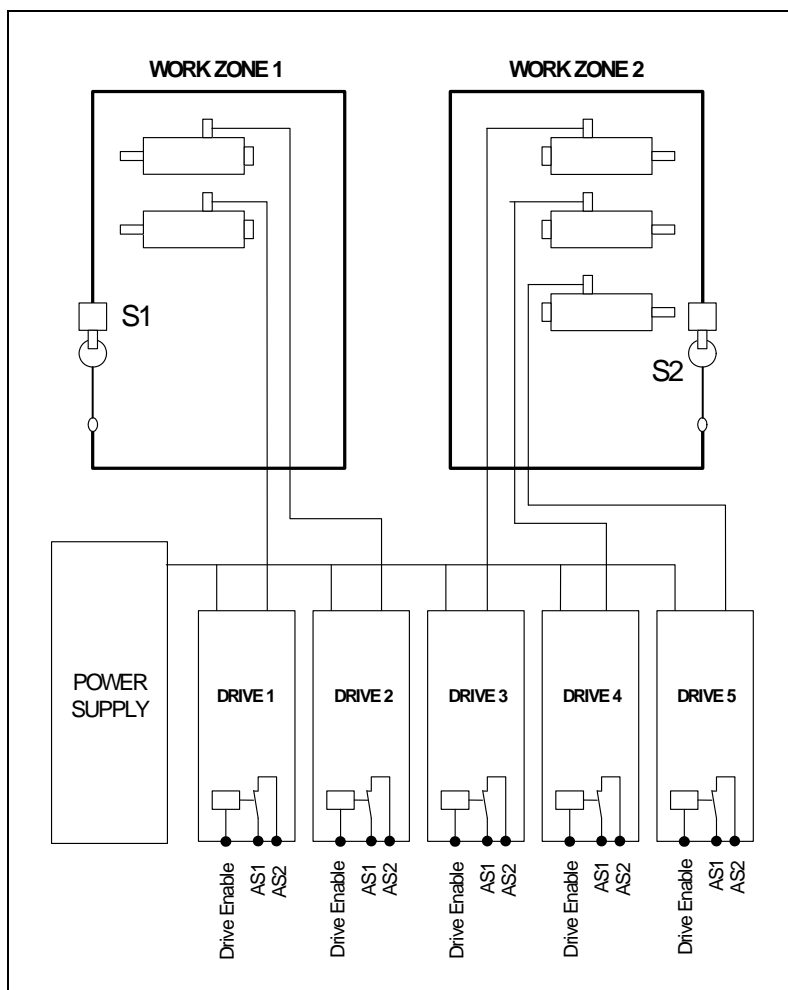 WORK ZONE 1
WORK ZONE 2
S1
S2
POWER
SUPPLY
DRIVE 1
DRIVE 2
DRIVE 3
DRIVE 4
DRIVE 5
Drive Enable
AS1
AS2
Drive Enable
AS1
AS2
Drive Enable
AS1
AS2
Drive Enable
AS1
AS2
Drive Enable
AS1
AS2